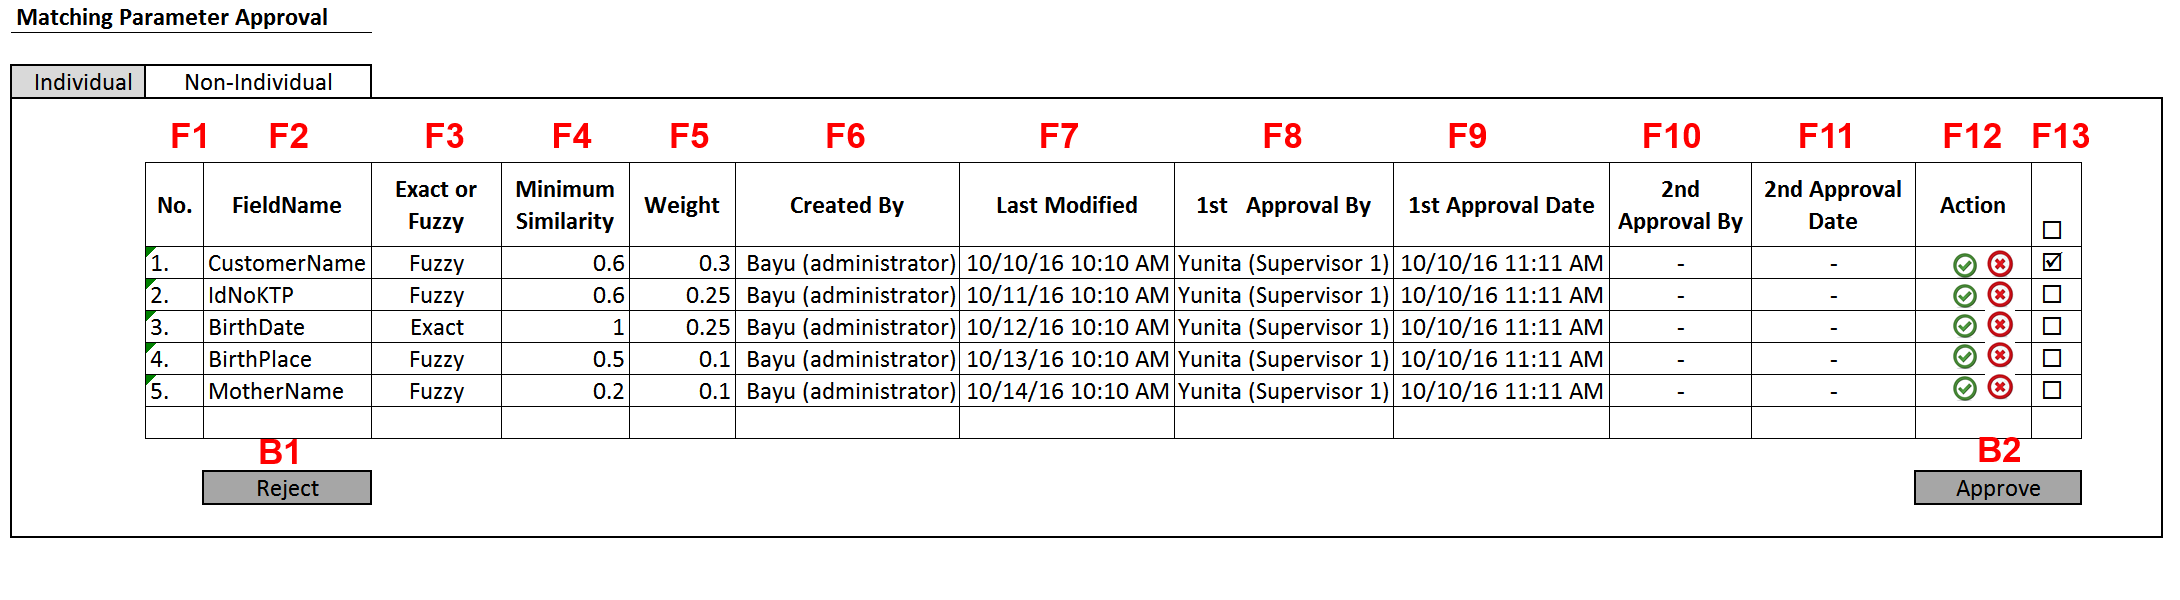 Matching Parameter Approval
Individual Non-Individual
F1 F2 F3 F4 F5 F6 F7 F8 F9 F10 F11 F12 F13
No. FieldName Exact or Fuzzy Minimum Similarity Weight Created By Last Modified 1st Approval By 1st Approval Date 2nd Approval By 2nd Approval Date Action
1. CustomerName Fuzzy 0.6 0.3 Bayu (administrator) 10/10/16 10:10 AM Yunita (Supervisor 1) 10/10/16 11:11 AM - -
2. IdNoKTP Fuzzy 0.6 0.25 Bayu (administrator) 10/11/16 10:10 AM Yunita (Supervisor 1) 10/10/16 11:11 AM - -
3. BirthDate Exact 1 0.25 Bayu (administrator) 10/12/16 10:10 AM Yunita (Supervisor 1) 10/10/16 11:11 AM - -
4. BirthPlace Fuzzy 0.5 0.1 Bayu (administrator) 10/13/16 10:10 AM Yunita (Supervisor 1) 10/10/16 11:11 AM - -
5. MotherName Fuzzy 0.2 0.1 Bayu (administrator) 10/14/16 10:10 AM Yunita (Supervisor 1) 10/10/16 11:11 AM - -
B1 B2
Reject Approve